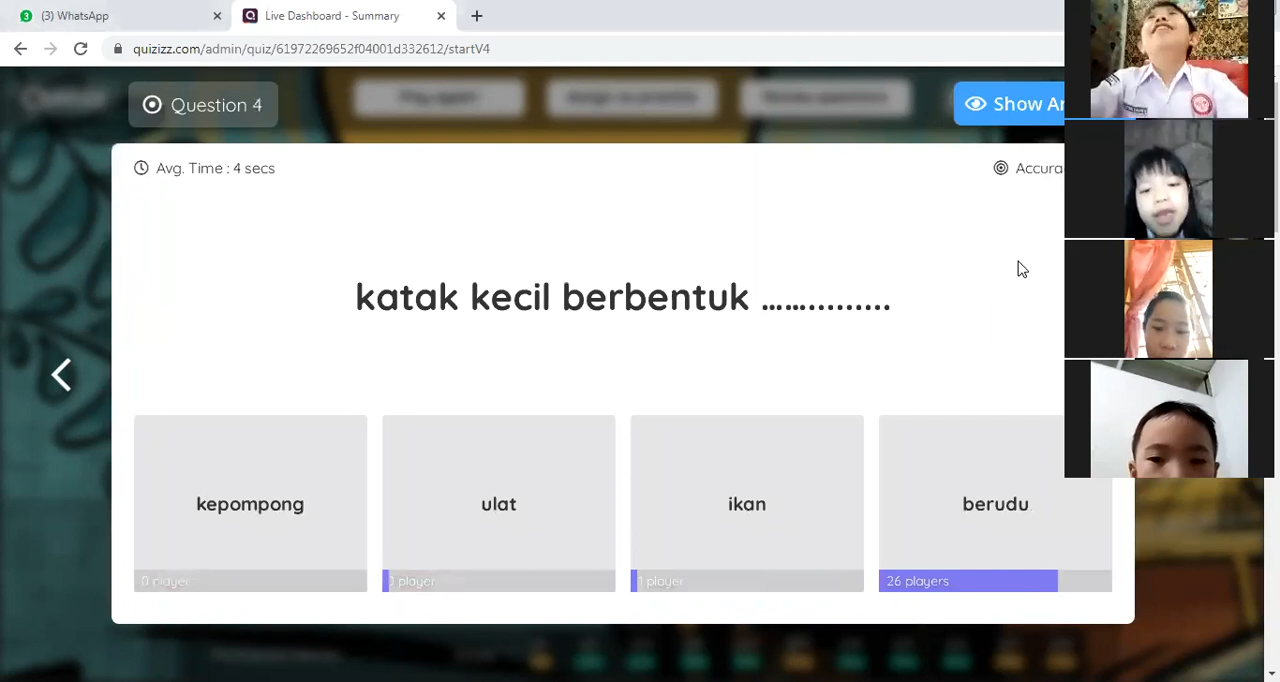 (3) WhatsApp
Live Dashboard - Summary
quizizz.com/admin/quiz/61972269652f04001d332612/startV4
Question 4
Show An
Avg. Time : 4 secs
Accura
katak kecil berbentuk ...............
kepompong
ulat
ikan
berudu
0 player
player
1 player
26 players